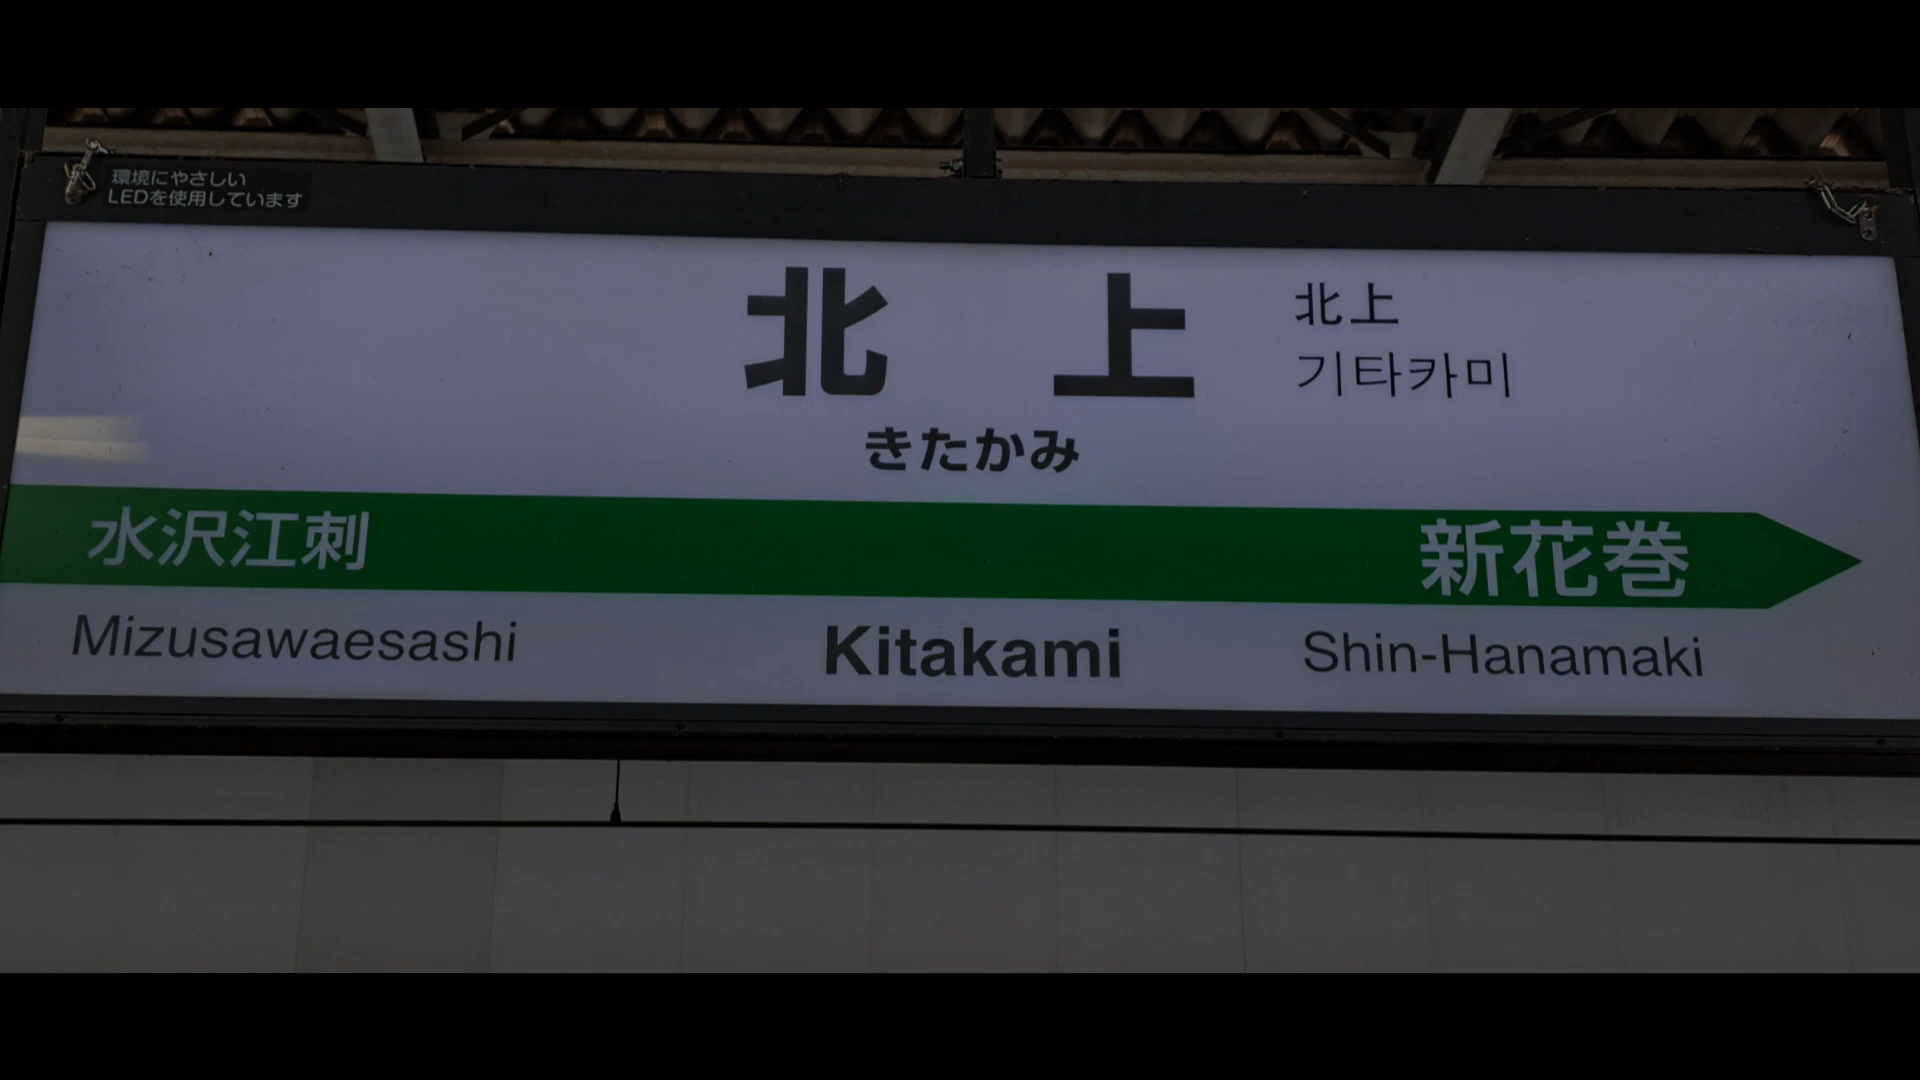 環境にやさしい
LEDを使用しています
北上
北上
기타카미
きたかみ
水沢江刺 新花巻
Mizusawaesashi Kitakami Shin-Hanamaki